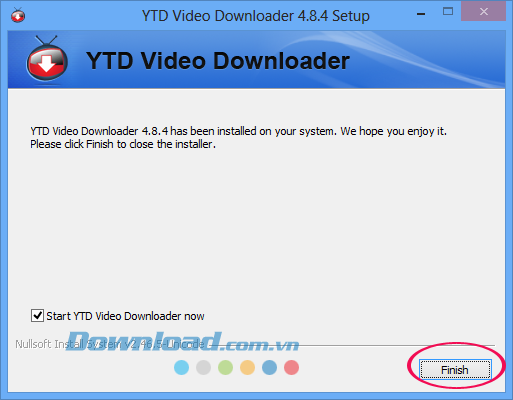 YTD Video Downloader 4.8.4 Setup
YTD Video Downloader
YTD Video Downloader 4.8.4 has been installed on your system. We hope you enjoy it.
Please click Finish to close the installer.
Start YTD Video Downloader now
Nullsoft Install System v2.46.5-Unicode
Download.com.vn
Finish